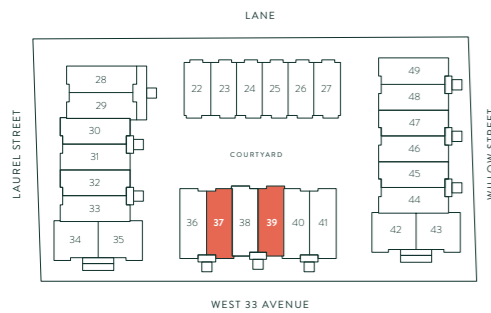 LANE
28
29
30
31
32
33
34 35
LAUREL STREET
22 23 24 25 26 27
COURTYARD
36 37 38 39 40 41
49
48
47
46
45
44
42 43
WILLOW STREET
WEST 33 AVENUE